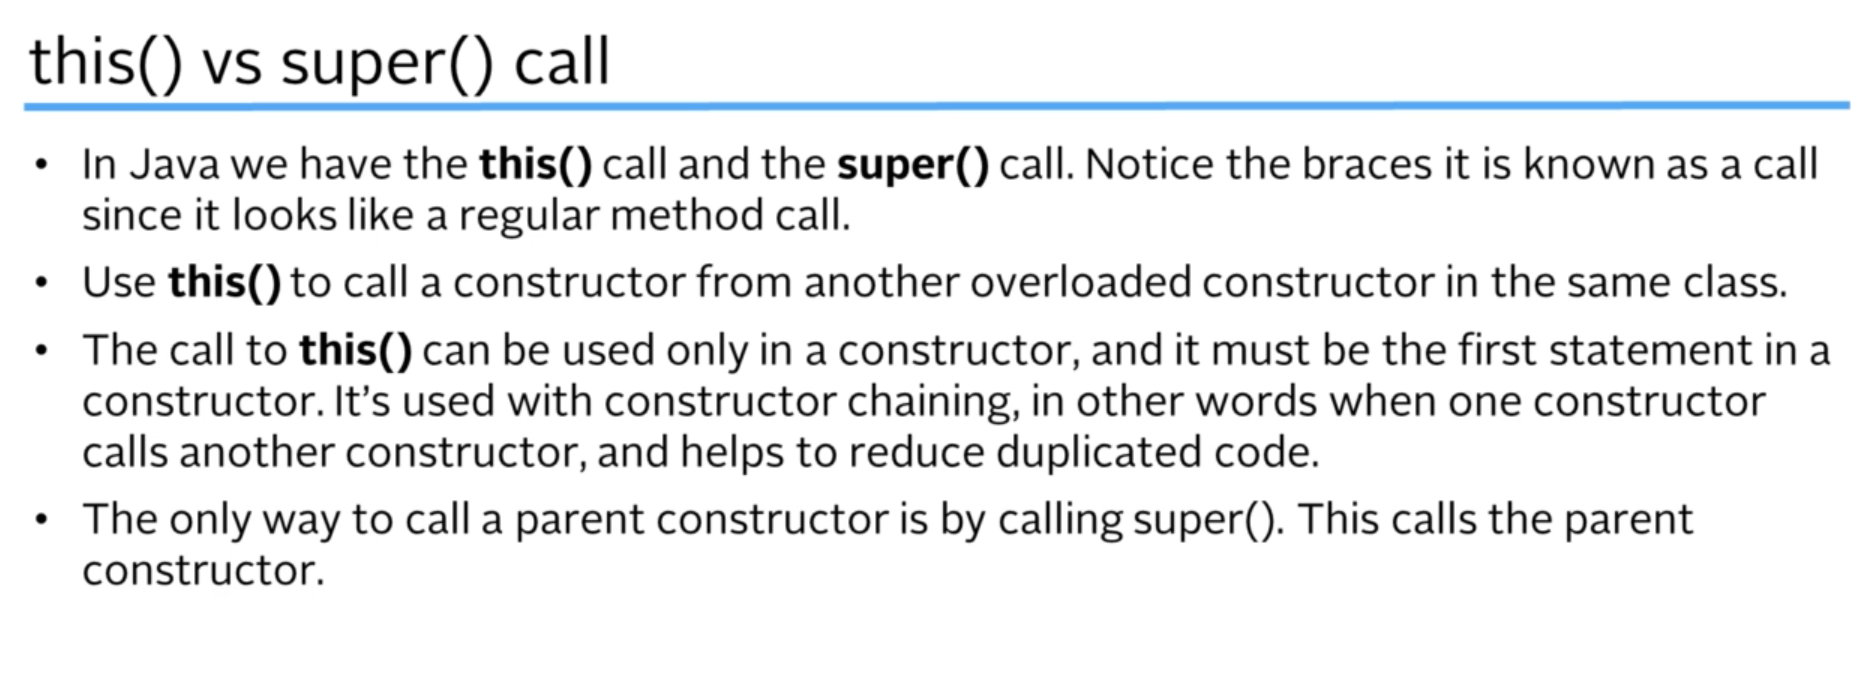 this() vs super() call
• In Java we have the this() call and the super() call. Notice the braces it is known as a call
since it looks like a regular method call.
• Use this() to call a constructor from another overloaded constructor in the same class.
• The call to this() can be used only in a constructor, and it must be the first statement in a
constructor. It’s used with constructor chaining, in other words when one constructor
calls another constructor, and helps to reduce duplicated code.
• The only way to call a parent constructor is by calling super(). This calls the parent
constructor.